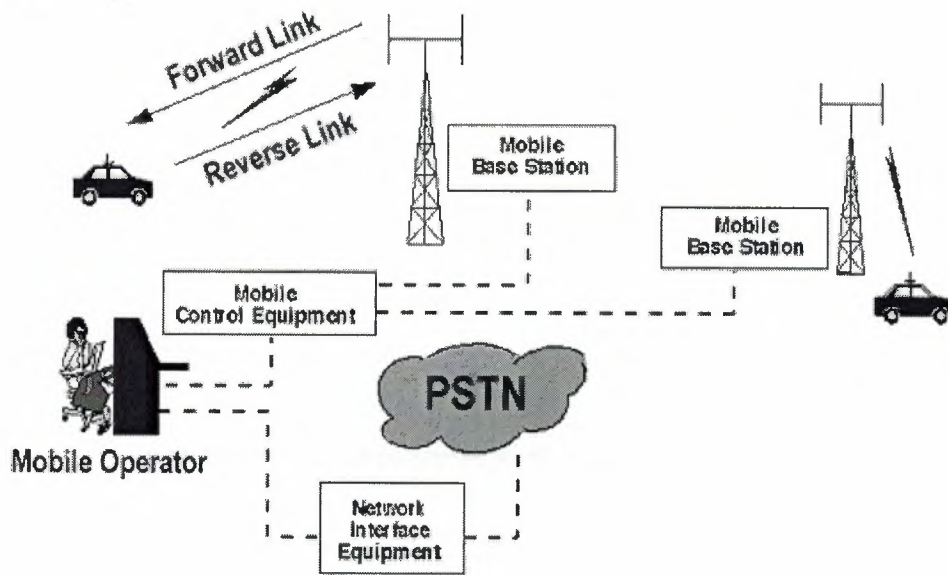 Forward Link
Reverse Link
Mobile
Base Station
Mobile
Base Station
Mobile
Control Equipment
PSTN
Mobile Operator
Network
Interface
Equipment